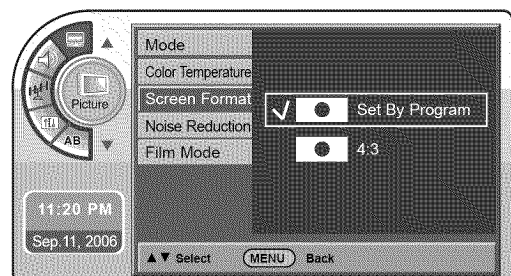 Mode
Color Temperature
Screen Format
Noise Reduction
Film Mode
Set By Program
4:3
Picture
AB
11:20 PM
Sep.11, 2006
▲▼ Select MENU Back